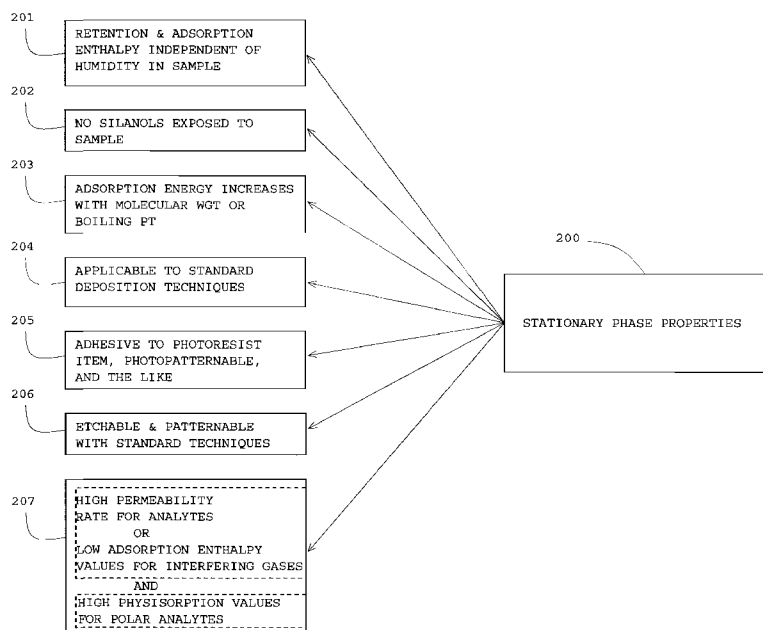 201
RETENTION & ADSORPTION
ENTHALPY INDEPENDENT OF
HUMIDITY IN SAMPLE
202
NO SILANOLS EXPOSED TO
SAMPLE
203
ADSORPTION ENERGY INCREASES
WITH MOLECULAR WGT OR
BOILING PT
204
APPLICABLE TO STANDARD
DEPOSITION TECHNIQUES
205
ADHESIVE TO PHOTORESIST
ITEM, PHOTOPATTERNABLE,
AND THE LIKE
206
ETCHABLE & PATTERNABLE
WITH STANDARD TECHNIQUES
207
HIGH PERMEABILITY
RATE FOR ANALYTES
OR
LOW ADSORPTION ENTHALPY
VALUES FOR INTERFERING GASES
AND
HIGH PHYSISORPTION VALUES
FOR POLAR ANALYTES
200
STATIONARY PHASE PROPERTIES